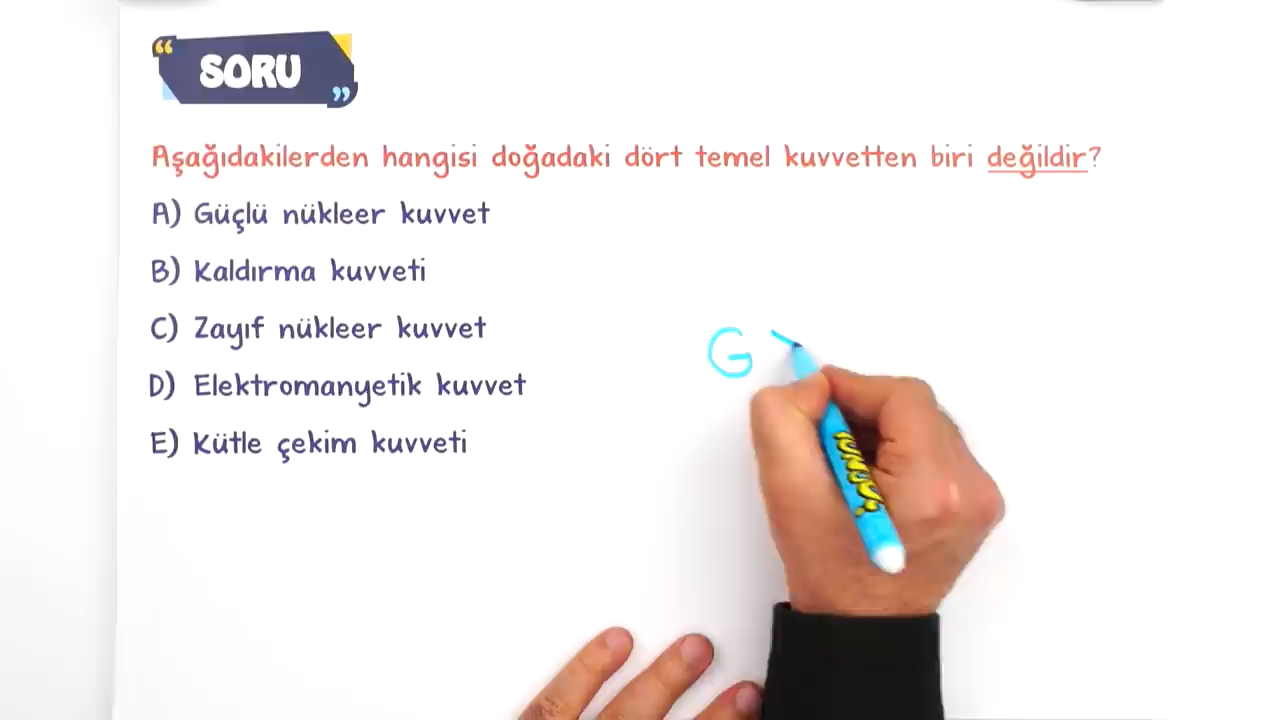 SORU
Aşağıdakilerden hangisi doğadaki dört temel kuvvetten biri değildir?
A) Güçlü nükleer kuvvet
B) Kaldırma kuvveti
C) Zayıf nükleer kuvvet
D) Elektromanyetik kuvvet
E) Kütle çekim kuvveti
G